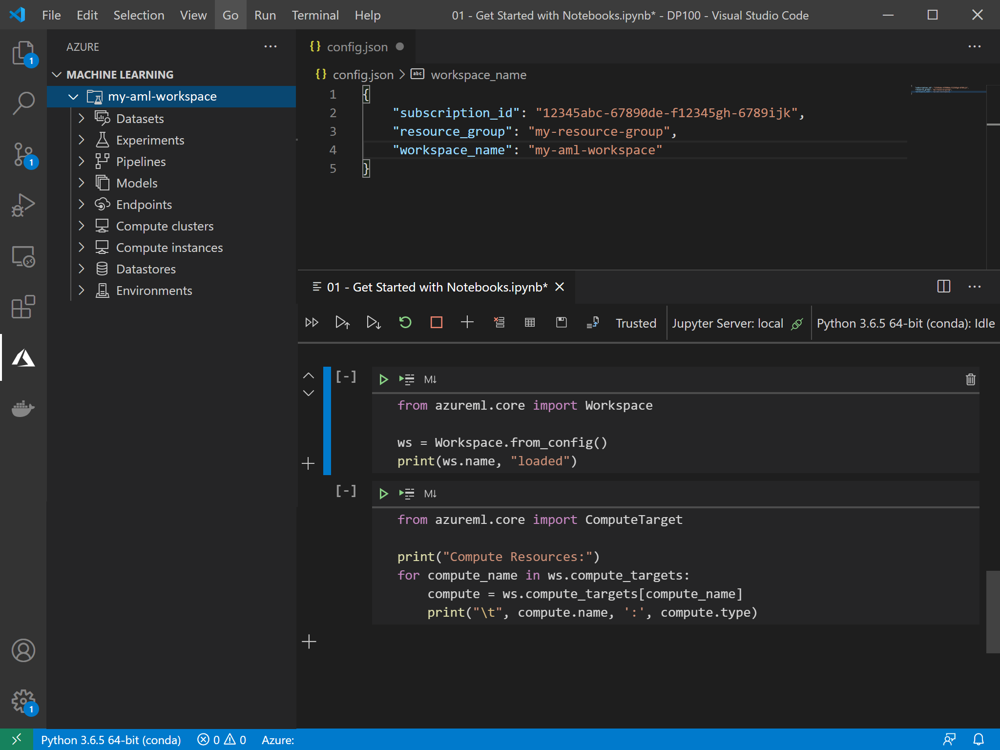 File Edit Selection View Go Run Terminal Help 01 - Get Started with Notebooks.ipynb* - DP100 - Visual Studio Code
AZURE
MACHINE LEARNING
my-aml-workspace
Datasets
Experiments
Pipelines
Models
Endpoints
Compute clusters
Compute instances
Datastores
Environments
1
1
1
{} config.json
{} config.json > abc workspace_name
1 {
2     "subscription_id": "12345abc-67890de-f12345gh-6789ijk",
3     "resource_group": "my-resource-group",
4     "workspace_name": "my-aml-workspace"
5 }
01 - Get Started with Notebooks.ipynb*
Trusted Jupyter Server: local Python 3.6.5 64-bit (conda): Idle
[-] M↓
from azureml.core import Workspace
ws = Workspace.from_config()
print(ws.name, "loaded")
[-] M↓
from azureml.core import ComputeTarget
print("Compute Resources:")
for compute_name in ws.compute_targets:
    compute = ws.compute_targets[compute_name]
    print("\t", compute.name, ':', compute.type)
Python 3.6.5 64-bit (conda) 0 0 Azure: